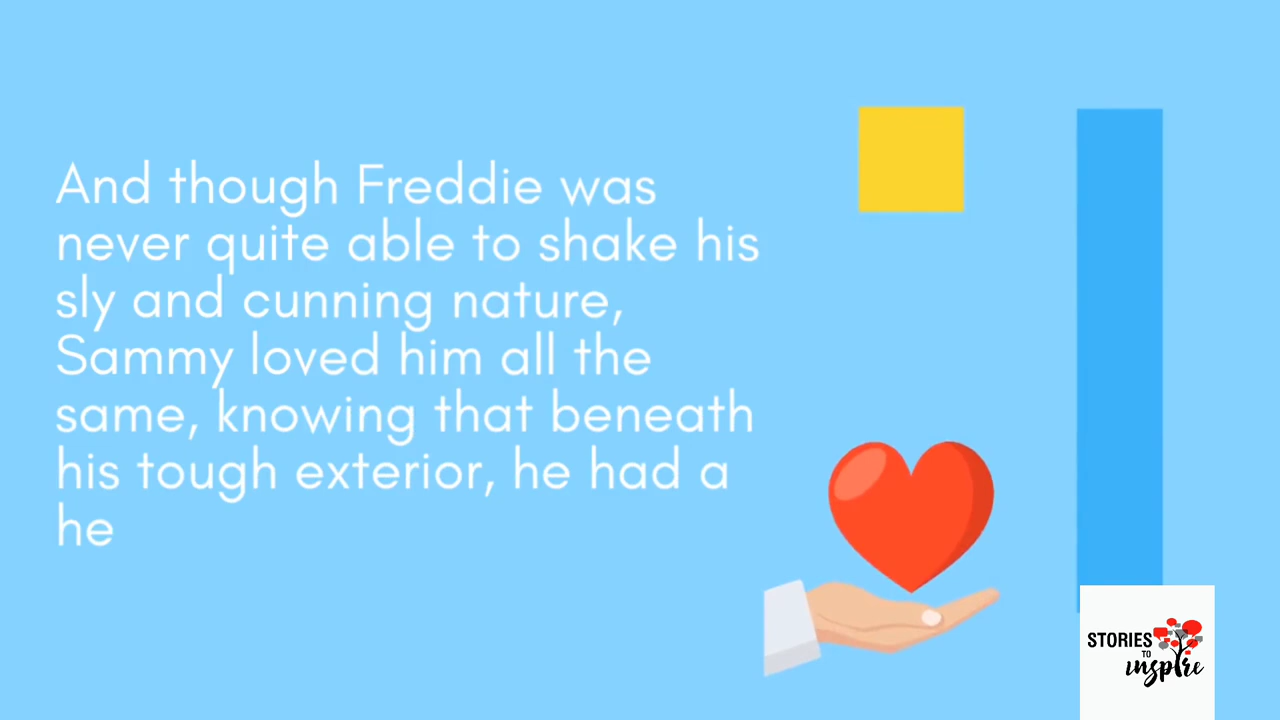 And though Freddie was
never quite able to shake his
sly and cunning nature,
Sammy loved him all the
same, knowing that beneath
his tough exterior, he had a
he
STORIES
TO
inspire